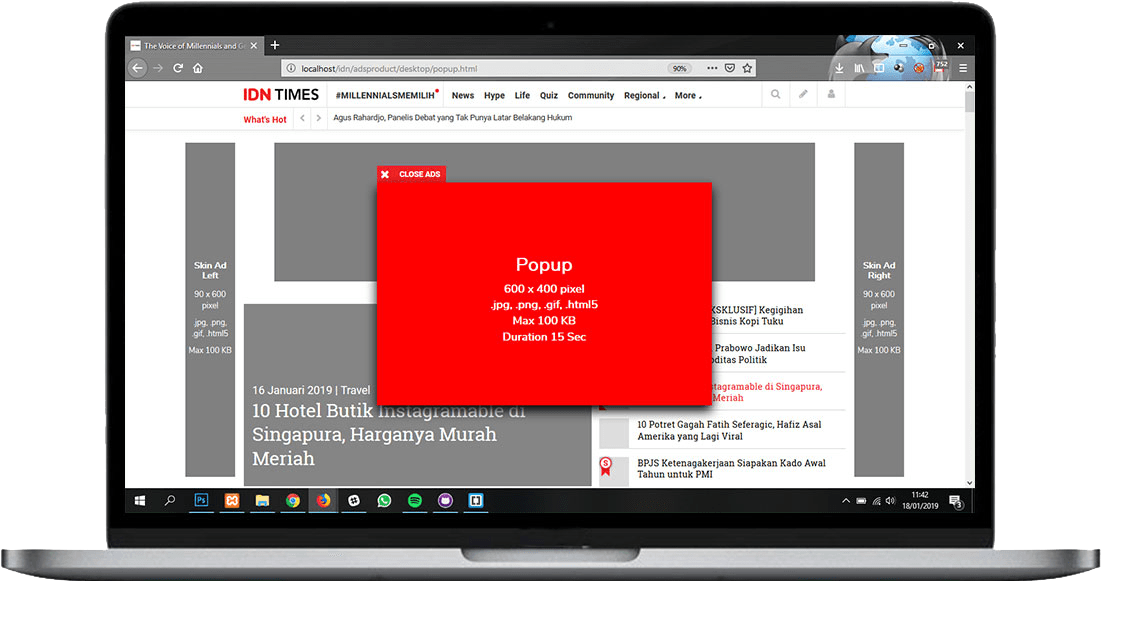 The Voice of Millennials and G
localhost/idn/adsproduct/desktop/popup.html
90%
752
IDN TIMES
#MILLENNIALSMEMILIH
News
Hype
Life
Quiz
Community
Regional
More
What's Hot
Agus Rahardjo, Panelis Debat yang Tak Punya Latar Belakang Hukum
CLOSE ADS
Popup
600 x 400 pixel
.jpg, .png, .gif, .html5
Max 100 KB
Duration 15 Sec
Skin Ad
Left
90 x 600
pixel
.jpg, .png,
.gif, .html5
Max 100 KB
16 Januari 2019 | Travel
10 Hotel Butik Instagramable di
Singapura, Harganya Murah
Meriah
KSKLUSIF] Kegigihan
Bisnis Kopi Tuku
Prabowo Jadikan Isu
oditas Politik
stagramable di Singapura,
Meriah
10 Potret Gagah Fatih Seferagic, Hafiz Asal
Amerika yang Lagi Viral
S
BPJS Ketenagakerjaan Siapakan Kado Awal
Tahun untuk PMI
Skin Ad
Right
90 x 600
pixel
.jpg, .png,
.gif, .html5
Max 100 KB
Ps
11:42
18/01/2019
3